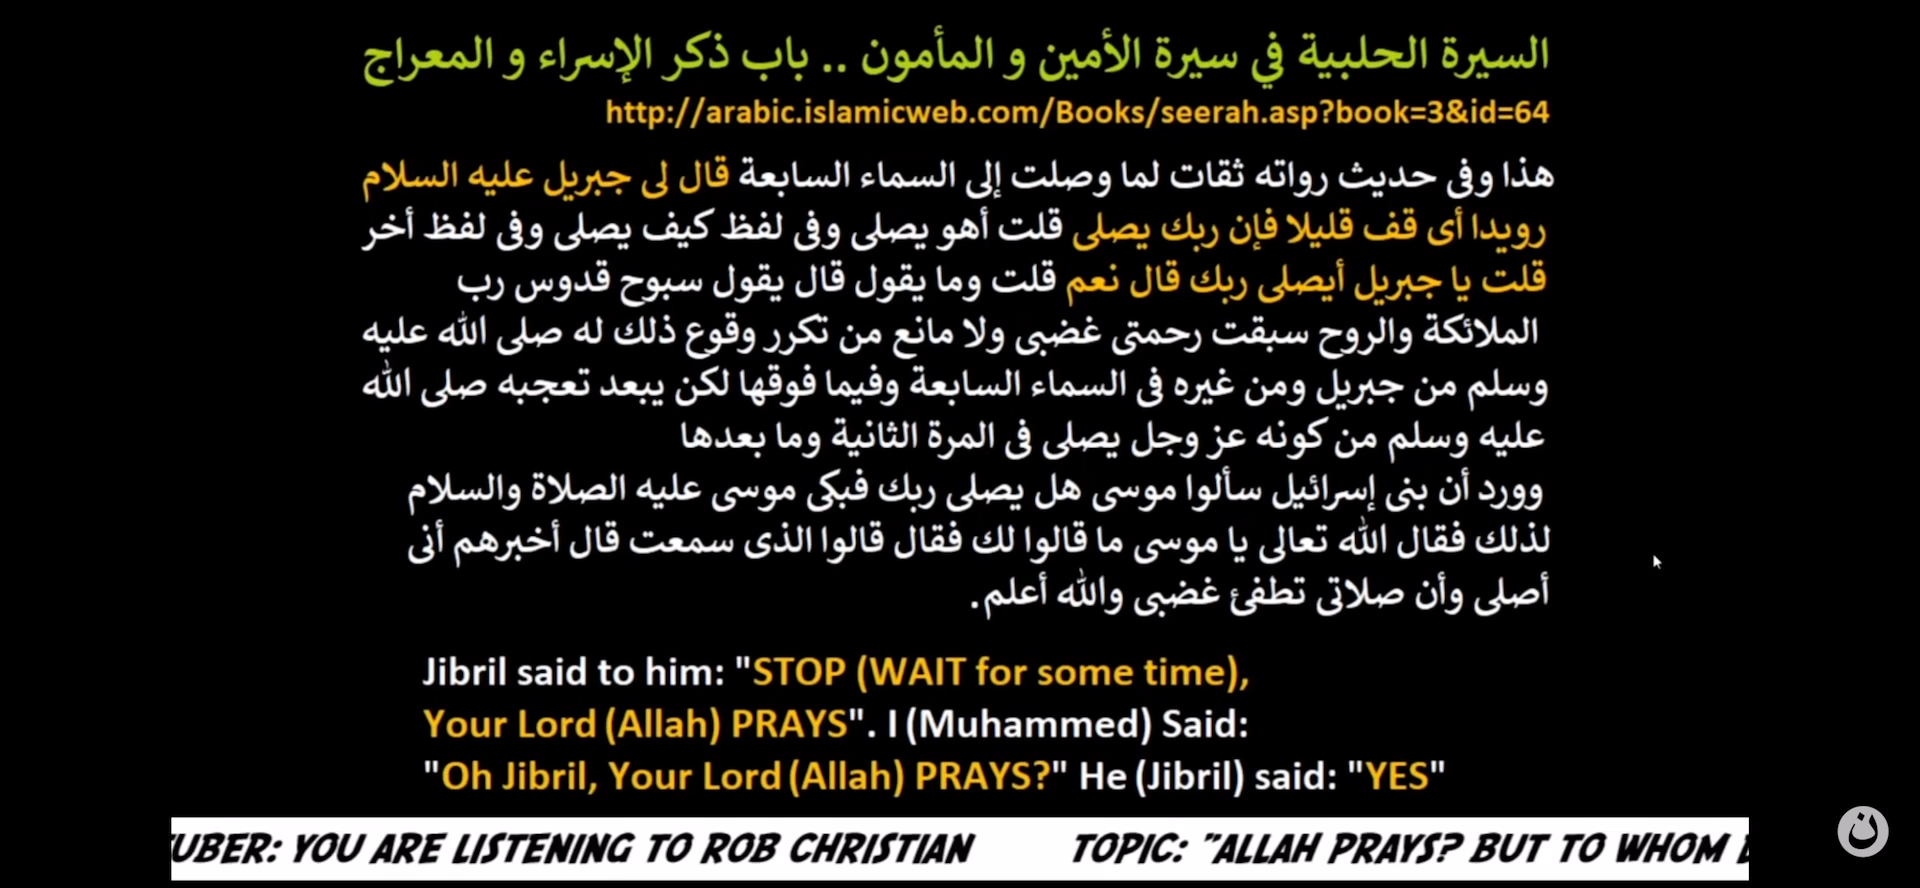 السيرة الحلبية في سيرة الأمين و المأمون .. باب ذكر الإسراء و المعراج
http://arabic.islamicweb.com/Books/seerah.asp?book=3&id=64
هذا وفى حديث رواته ثقات لما وصلت إلى السماء السابعة قال لى جبريل عليه السلام
رويدا أى قف قليلا فإن ربك يصلى قلت أهو يصلى وفى لفظ كيف يصلى وفى لفظ أخر
قلت يا جبريل أيصلى ربك قال نعم قلت وما يقول قال يقول سبوح قدوس رب
الملائكة والروح سبقت رحمتى غضبى ولا مانع من تكرر وقوع ذلك له صلى الله عليه
وسلم من جبريل ومن غيره فى السماء السابعة وفيما فوقها لكن يبعد تعجبه صلى الله
عليه وسلم من كونه عز وجل يصلى فى المرة الثانية وما بعدها
وورد أن بنى إسرائيل سألوا موسى هل يصلى ربك فبكى موسى عليه الصلاة والسلام
لذلك فقال الله تعالى يا موسى ما قالوا لك فقال قالوا الذى سمعت قال أخبرهم أنى
أصلى وأن صلاتى تطفئ غضبى والله أعلم.
Jibril said to him: "STOP (WAIT for some time),
Your Lord (Allah) PRAYS". I (Muhammed) Said:
"Oh Jibril, Your Lord (Allah) PRAYS?" He (Jibril) said: "YES"
UBER: YOU ARE LISTENING TO ROB CHRISTIAN TOPIC: "ALLAH PRAYS? BUT TO WHOM
ن